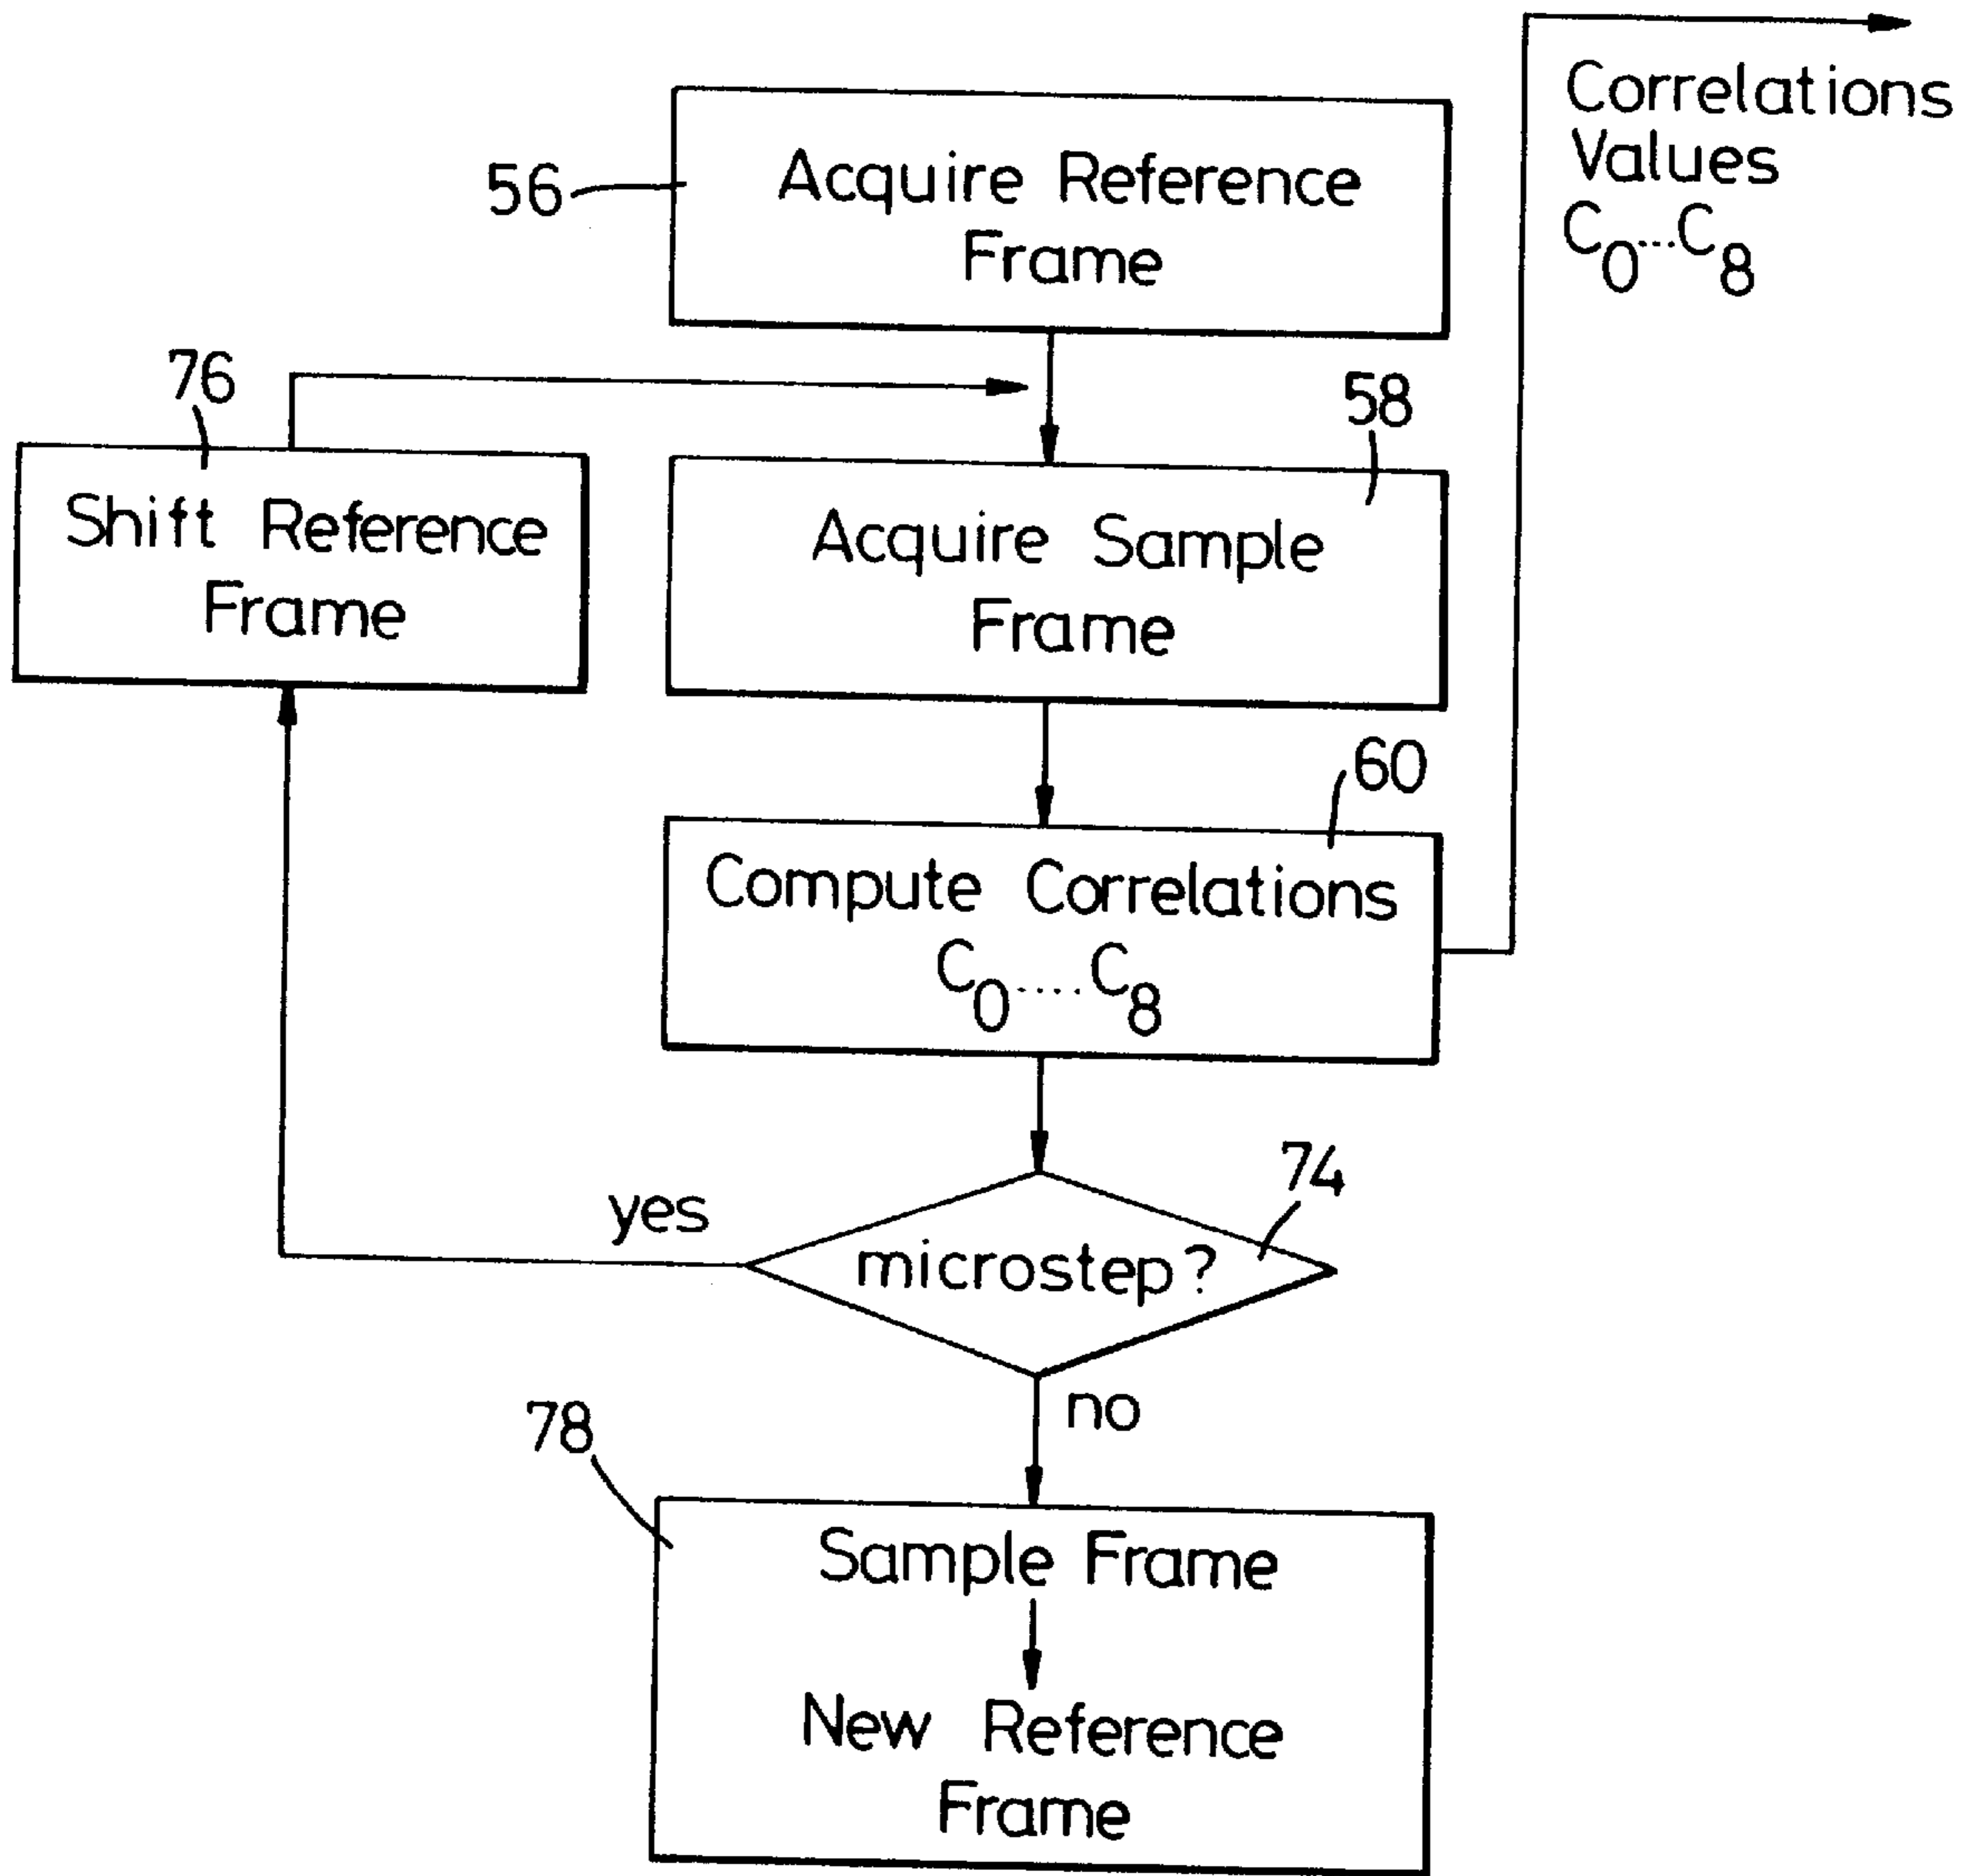 Correlations
Values
C0...C8
56
Acquire Reference
Frame
76
58
Shift Reference
Frame
Acquire Sample
Frame
60
Compute Correlations
C0.....C8
74
yes
microstep?
no
78
Sample Frame
New Reference
Frame